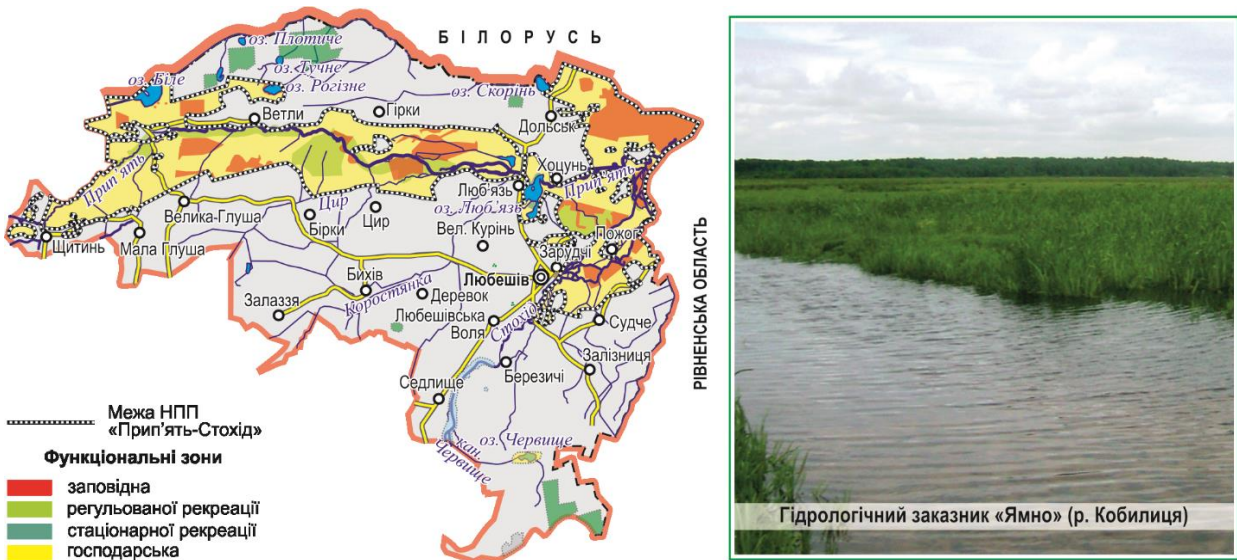 БІЛОРУСЬ
оз. Плотиче
оз. Тучне
оз. Біле
оз. Рогізне
оз. Скорінь
Ветли
Гірки
Дольськ
Хоцунь
Прип'ять
Прип'ять
Люб'язь
оз. Люб'язь
Цир
Велика-Глуша
Бірки
Цир
Вел. Курінь
Пожог
Щитинь
Мала Глуша
Зарудчі
Любешів
Бихів
Коростянка
Деревок
Залаззя
Любешівська
Воля
Стохід
Судче
Залізниця
Березичі
Седлище
оз. Червище
кан.
Червище
РІВНЕНСЬКА ОБЛАСТЬ
Межа НПП
«Прип'ять-Стохід»
Функціональні зони
заповідна
регульованої рекреації
стаціонарної рекреації
господарська
Гідрологічний заказник «Ямно» (р. Кобилиця)